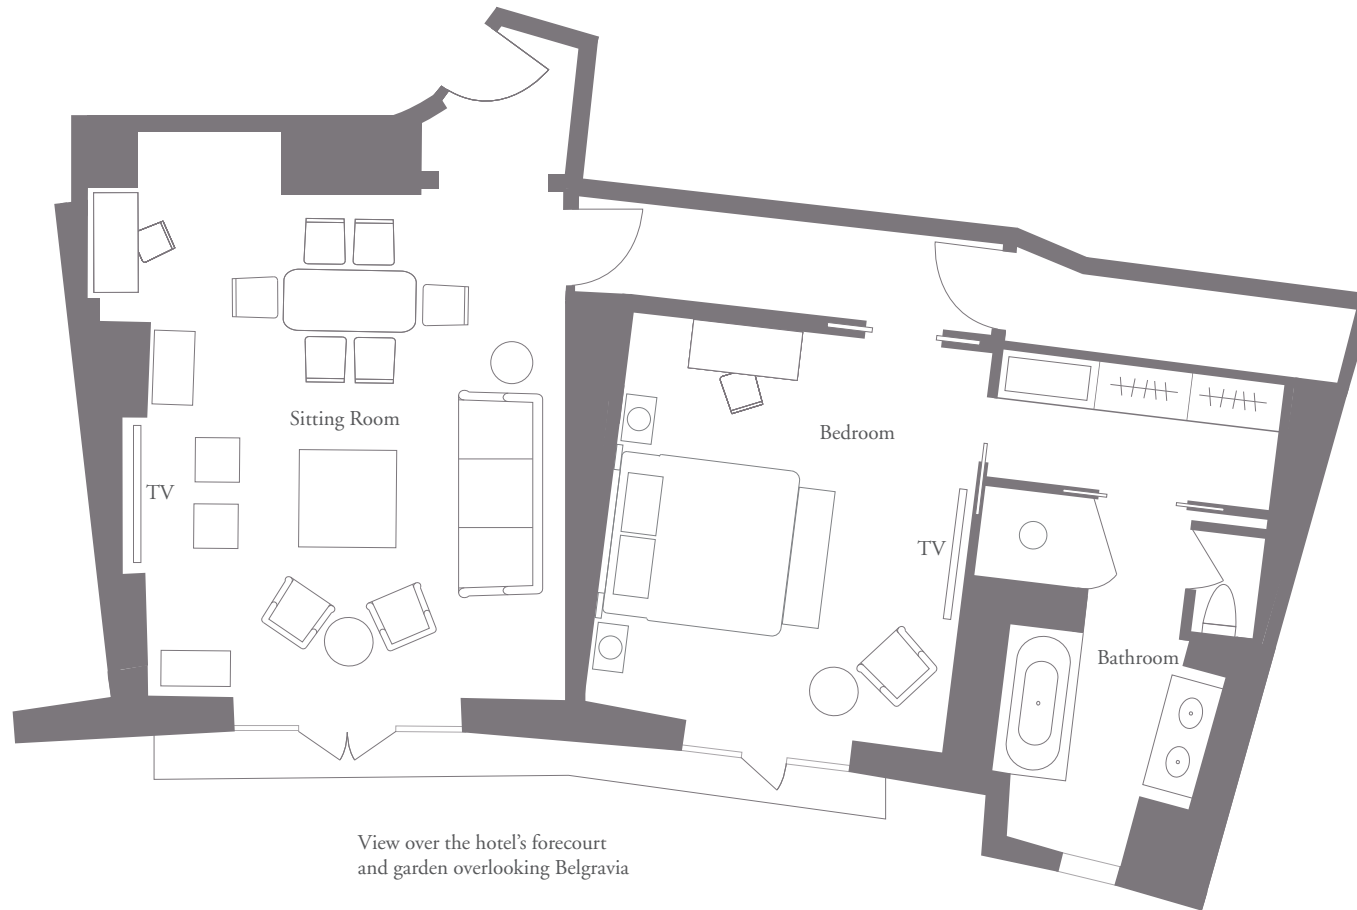 Sitting Room
Bedroom
TV
TV
Bathroom
View over the hotel’s forecourt
and garden overlooking Belgravia